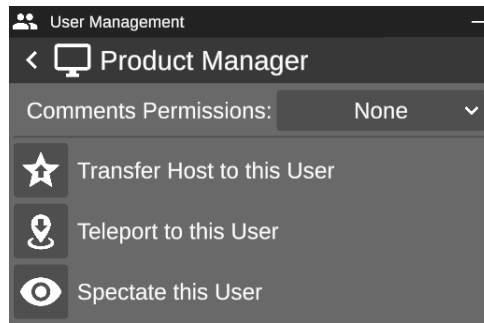 User Management
Product Manager
Comments Permissions: None
Transfer Host to this User
Teleport to this User
Spectate this User